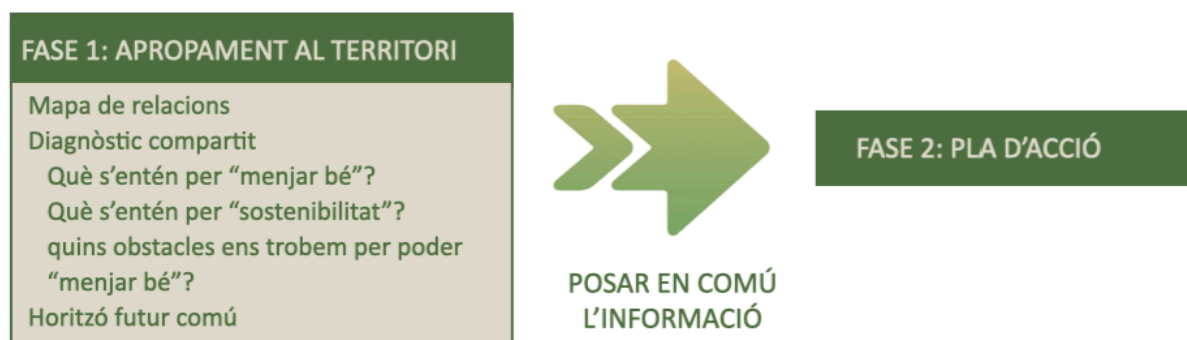 FASE 1: APROPAMENT AL TERRITORI
Mapa de relacions
Diagnòstic compartit
Què s'entén per “menjar bé”?
Què s'entén per “sostenibilitat”?
quins obstacles ens trobem per poder
“menjar bé”?
Horitzó futur comú
POSAR EN COMÚ
L'INFORMACIÓ
FASE 2: PLA D'ACCIÓ